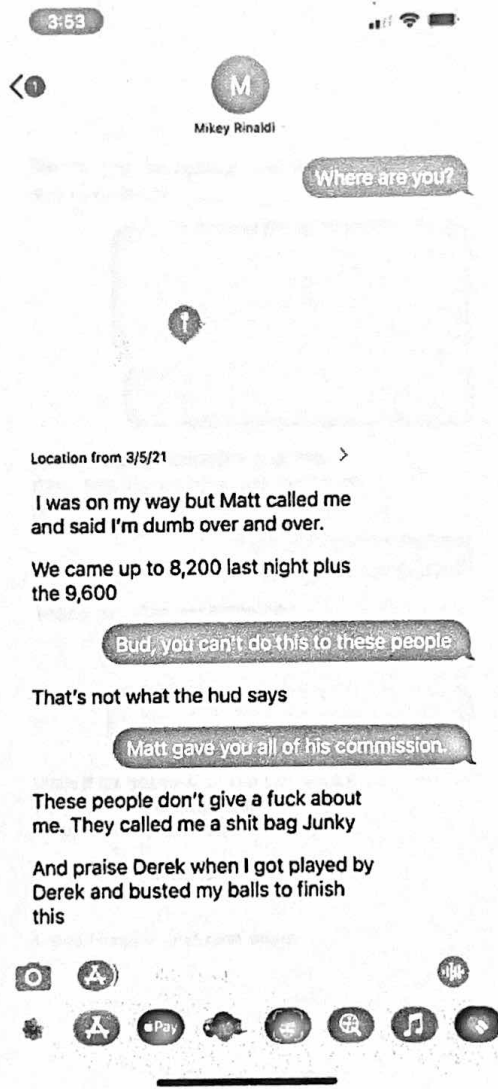 3:53
1
M
Mikey Rinaldi
Where are you?
Location from 3/5/21
I was on my way but Matt called me
and said I'm dumb over and over.
We came up to 8,200 last night plus
the 9,600
Bud, you can't do this to these people
That's not what the hud says
Matt gave you all of his commission.
These people don't give a fuck about
me. They called me a shit bag Junky
And praise Derek when I got played by
Derek and busted my balls to finish
this
Pay